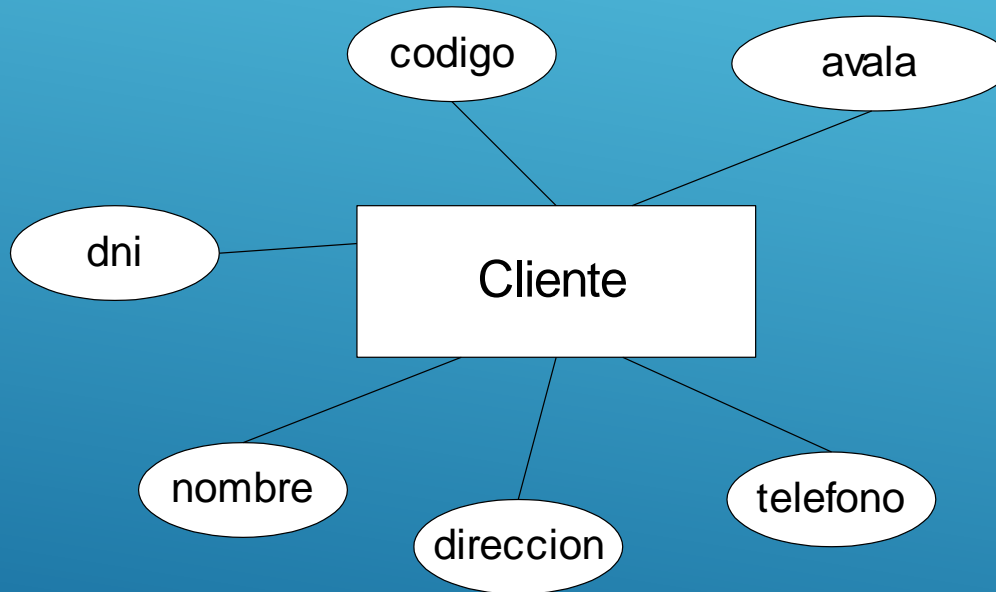 codigo
avala
dni
Cliente
nombre
direccion
telefono